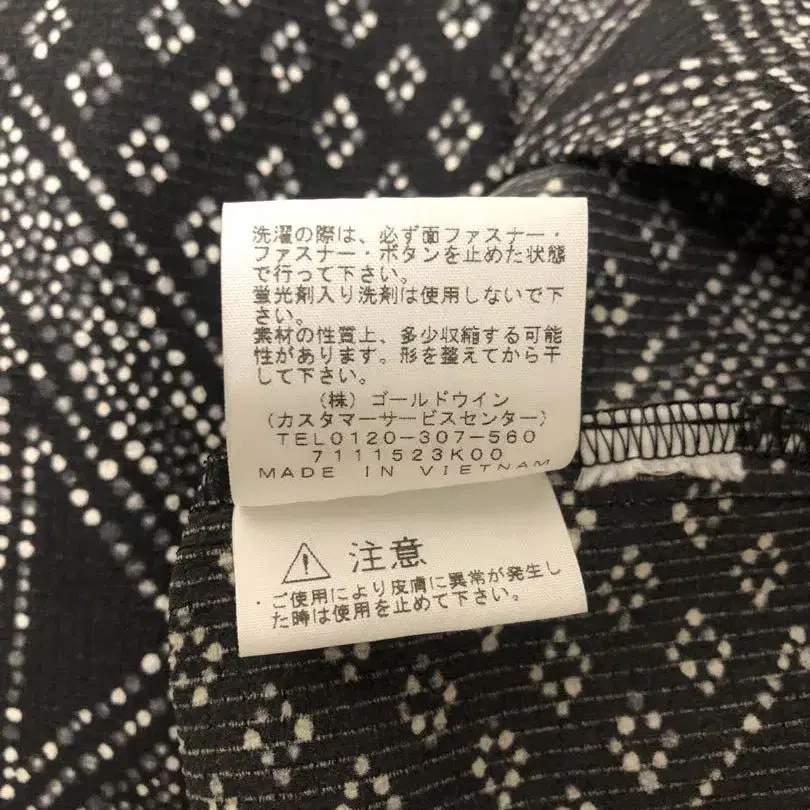 洗濯の際は、必ず面ファスナー・
ファスナー・ボタンを止めた状態
で行って下さい。
蛍光剤入り洗剤は使用しないで下
さい。
素材の性質上、多少収縮する可能
性があります。形を整えてから干
して下さい。
(株)ゴールドウイン
(カスタマーサービスセンター)
TEL0120-307-560
7111523K00
MADE IN VIETNAM
注意
・ご使用により皮膚に異常が発生し
た時は使用を止めて下さい。